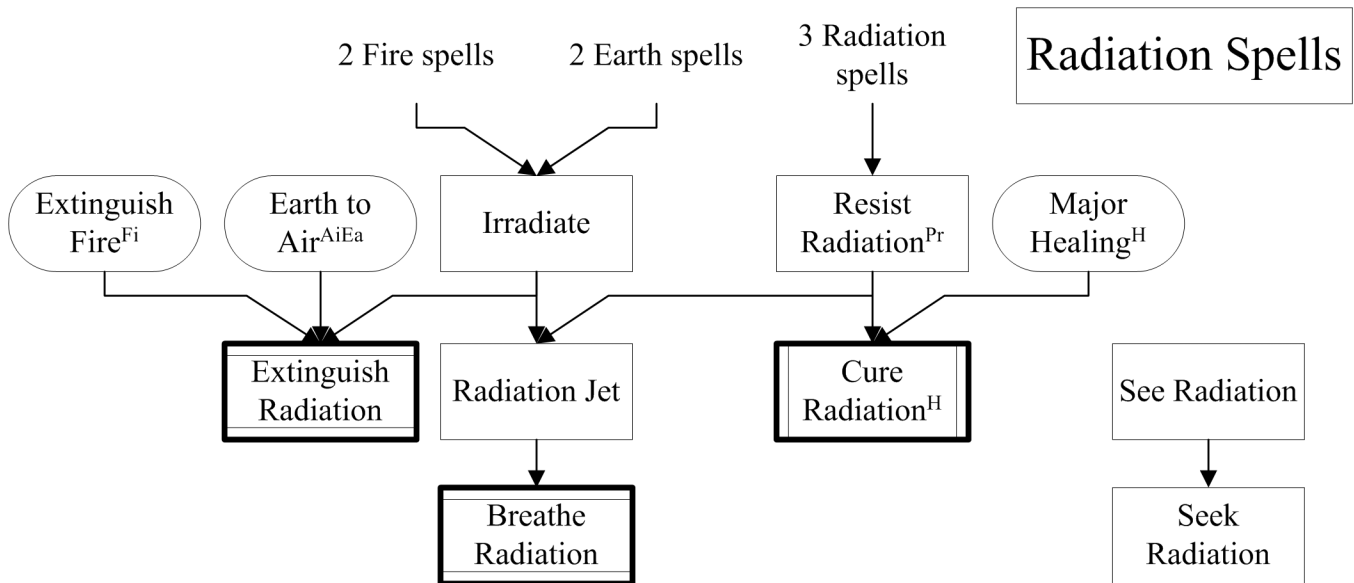 2 Fire spells
2 Earth spells
3 Radiation
spells
Radiation Spells
Extinguish
Fire^Fi
Earth to
Air^AiEa
Irradiate
Resist
Radiation^Pr
Major
Healing^H
Extinguish
Radiation
Radiation Jet
Cure
Radiation^H
See Radiation
Breathe
Radiation
Seek
Radiation